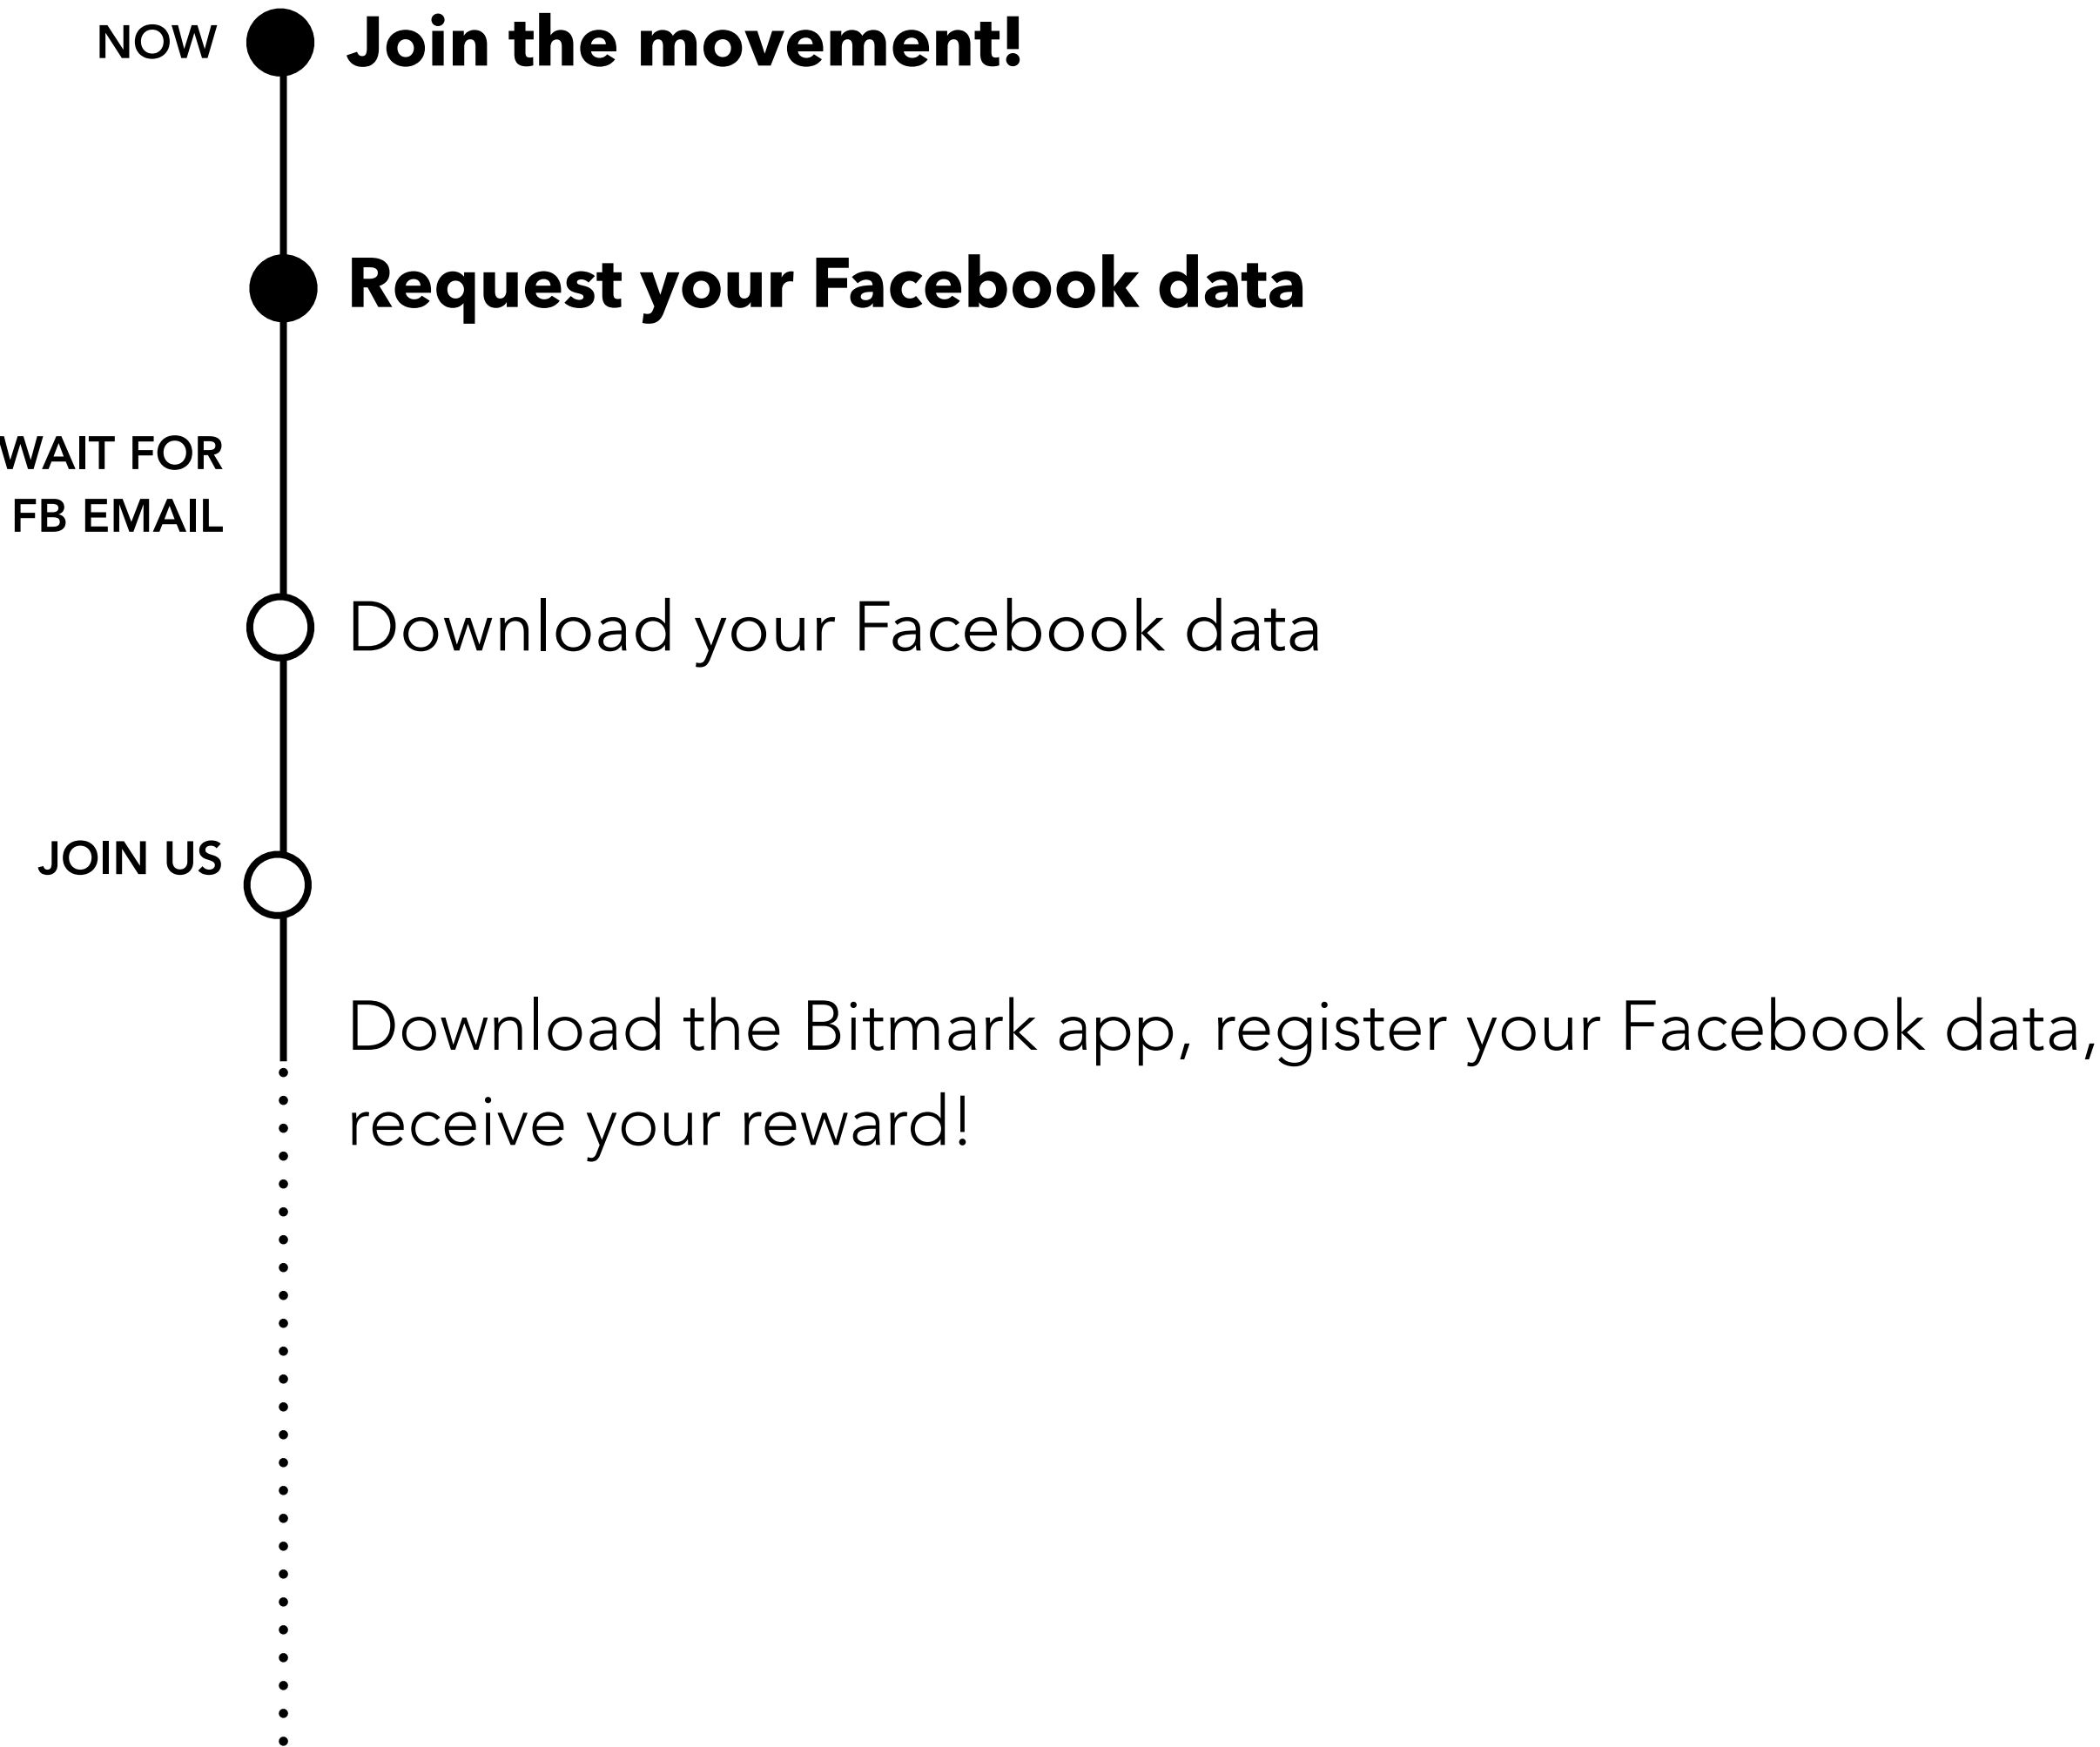 NOW
Join the movement!
Request your Facebook data
WAIT FOR
FB EMAIL
Download your Facebook data
JOIN US
Download the Bitmark app, register your Facebook data,
receive your reward!